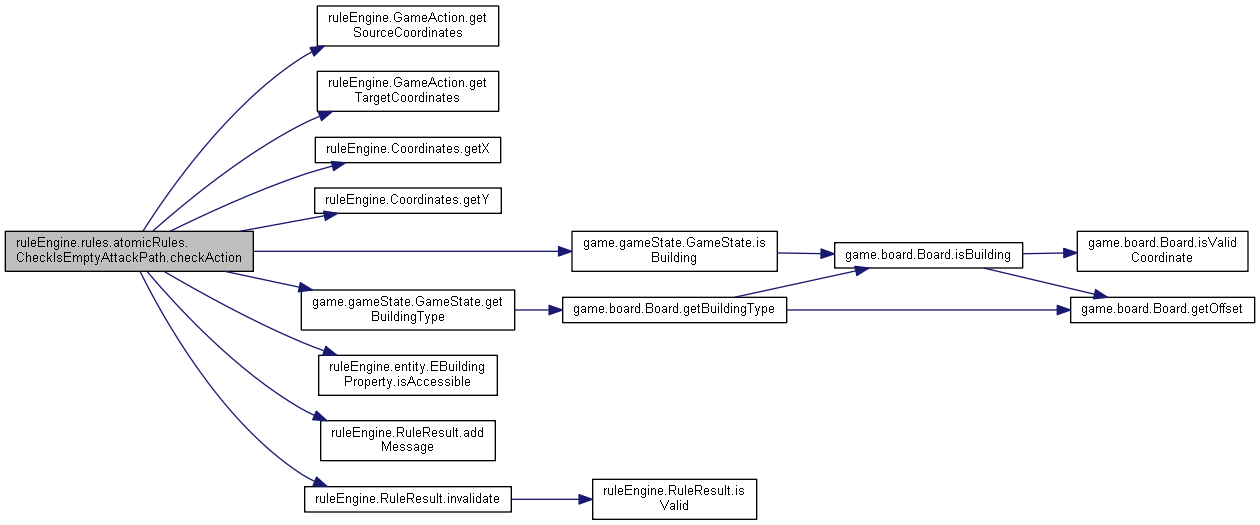 ruleEngine.rules.atomicRules.
CheckIsEmptyAttackPath.checkAction
ruleEngine.GameAction.get
SourceCoordinates
ruleEngine.GameAction.get
TargetCoordinates
ruleEngine.Coordinates.getX
ruleEngine.Coordinates.getY
game.gameState.GameState.is
Building
game.gameState.GameState.get
BuildingType
ruleEngine.entity.EBuilding
Property.isAccessible
ruleEngine.RuleResult.add
Message
ruleEngine.RuleResult.invalidate
game.board.Board.isBuilding
game.board.Board.getBuildingType
ruleEngine.RuleResult.is
Valid
game.board.Board.isValid
Coordinate
game.board.Board.getOffset